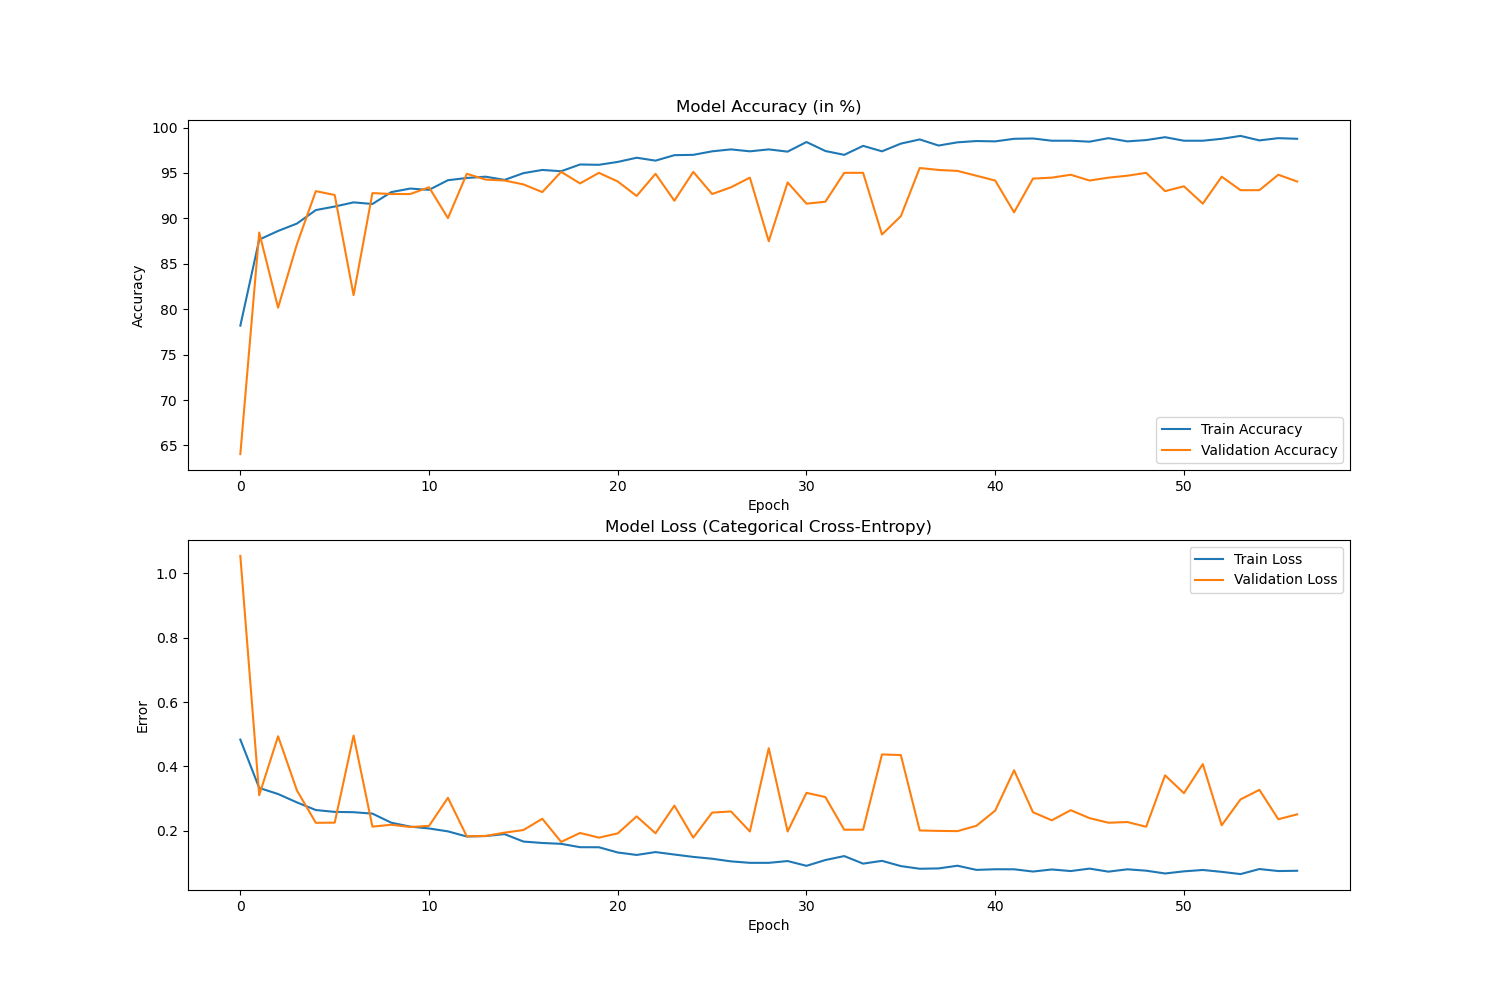 Model Accuracy (in %)
100
95
90
85
80
75
70
65
Accuracy
Train Accuracy
Validation Accuracy
0 10 20 30 40 50
Epoch
Model Loss (Categorical Cross-Entropy)
Train Loss
Validation Loss
1.0
0.8
0.6
0.4
0.2
Error
0 10 20 30 40 50
Epoch